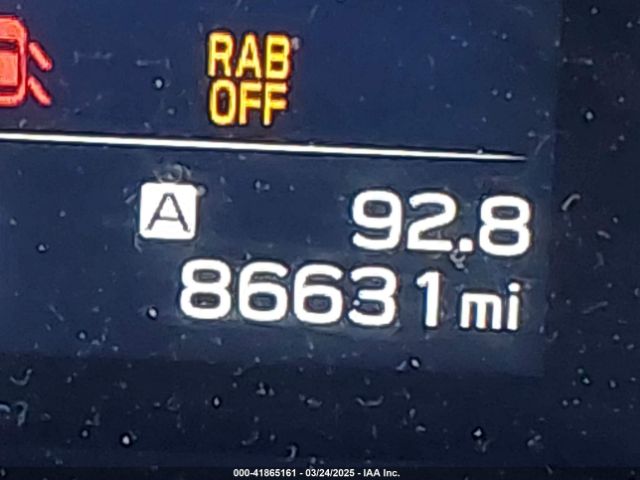 RAB
OFF
A 92.8
86631 mi
000-41865161 - 03/24/2025 - IAA Inc.